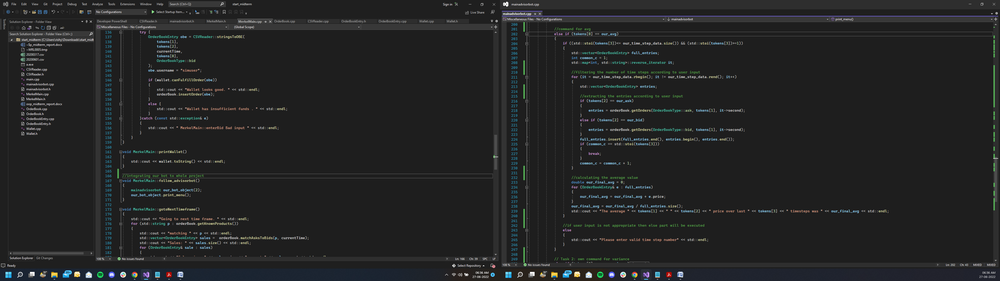 File Edit View Git Project Debug Test Analyze Tools Extensions Window Help Search (Ctrl+Q) start_midterm Sign in
No Configurations Select Startup Item... Live Share
Toolbox
Solution Explorer - Folder View
Search Solution Explorer - Folder View (Ctrl+;)
start_midterm (C:\Users\rishy\Downloads\start_midt
~$p_midterm_report.docx
~WRL0005.tmp
20200317.csv
20200601.csv
a.exe
CSVReader.cpp
CSVReader.h
main.cpp
mainadvisorbot.cpp
mainadvisorbot.h
MerkelMain.cpp
MerkelMain.h
oop_midterm_report.docx
OrderBook.cpp
OrderBook.h
OrderBookEntry.cpp
OrderBookEntry.h
Wallet.cpp
Wallet.h
Solution Explorer Git Changes
Developer PowerShell CSVReader.h mainadvisorbot.h MerkelMain.h MerkelMain.cpp OrderBook.cpp CSVReader.cpp OrderBookEntry.h OrderBookEntry.cpp Wallet.cpp Wallet.h
Miscellaneous Files - No Configurations (Global Scope)
136 try {
137 OrderBookEntry obe = CSVReader::stringsToOBE(
138 tokens[1],
139 tokens[2],
140 currentTime,
141 tokens[0],
142 OrderBookType::bid
143 );
144 obe.username = "simuser";
145
146 if (wallet.canFulfillOrder(obe))
147 {
148 std::cout << "Wallet looks good. " << std::endl;
149 orderBook.insertOrder(obe);
150 }
151 else {
152 std::cout << "Wallet has insufficient funds . " << std::endl;
153 }
154 }catch (const std::exception& e)
155 {
156 std::cout << " MerkelMain::enterBid Bad input " << std::endl;
157 }
158 }
159 }
160
161 void MerkelMain::printWallet()
162 {
163 std::cout << wallet.toString() << std::endl;
164 }
165
166 //integrating our bot to whole project
167 void MerkelMain::follow_advisorbot()
168 {
169 mainadvisorbot our_bot_object(2);
170 our_bot_object.print_menu();
171 }
172
173 void MerkelMain::gotoNextTimeframe()
174 {
175 std::cout << "Going to next time frame. " << std::endl;
176 for (std::string p : orderBook.getKnownProducts())
177 {
178 std::cout << "matching " << p << std::endl;
179 std::vector<OrderBookEntry> sales = orderBook.matchAsksToBids(p, currentTime);
180 std::cout << "Sales: " << sales.size() << std::endl;
181 for (OrderBookEntry& sale : sales)
182 {
108 % No issues found Ln: 166 Ch: 39 SPC LF
Ready Select Repository 1
31° 99+ 06:36 AM
27-06-2022 4
mainadvisorbot.cpp
mainadvisorbot.cpp
Miscellaneous Files - No Configurations mainadvisorbot print_menu()
200
201 //command for avg
202 else if (tokens[0] == our_avg)
203 {
204 if ((std::stoi(tokens[3])<= our_time_step_data.size()) && (std::stoi(tokens[3])>=1))
205 {
206 std::vector<OrderBookEntry> full_entries;
207 int common_c = 1;
208 std::map<int, std::string>::reverse_iterator it;
209
210 //filtering the number of time steps according to user input
211 for (it = our_time_step_data.rbegin(); it != our_time_step_data.rend(); it++)
212 {
213 std::vector<OrderBookEntry> entries;
214
215 //extracting the entries according to user input
216 if (tokens[2] == our_ask)
217 {
218 entries = orderBook.getOrders(OrderBookType::ask, tokens[1], it->second);
219 }
220 else if (tokens[2] == our_bid)
221 {
222 entries = orderBook.getOrders(OrderBookType::bid, tokens[1], it->second);
223 }
224 full_entries.insert(full_entries.end(), entries.begin(), entries.end());
225 if (common_c == std::stoi(tokens[3]))
226 {
227 break;
228 }
229 common_c = common_c + 1;
230 }
231
232 //calculating the average value
233 double our_final_avg = 0;
234 for (OrderBookEntry& e : full_entries)
235 {
236 our_final_avg = our_final_avg + e.price;
237 }
238 our_final_avg = our_final_avg / full_entries.size();
239 std::cout << "The average " << tokens[1] << " " << tokens[2] << " price over last " << tokens[3] << " timesteps was " << our_final_avg << std::endl;
240 }
241
242 //if user input is not appropriate then else part will be executed
243 else
244 {
245 std::cout << "Please enter valid time step number" << std::endl;
246 }
247 }
248
249 // Task 2: own command for variance
108 % No issues found Ln: 202 Ch: 43 MIXED MIXED
31° 99+ 06:36 AM
27-06-2022